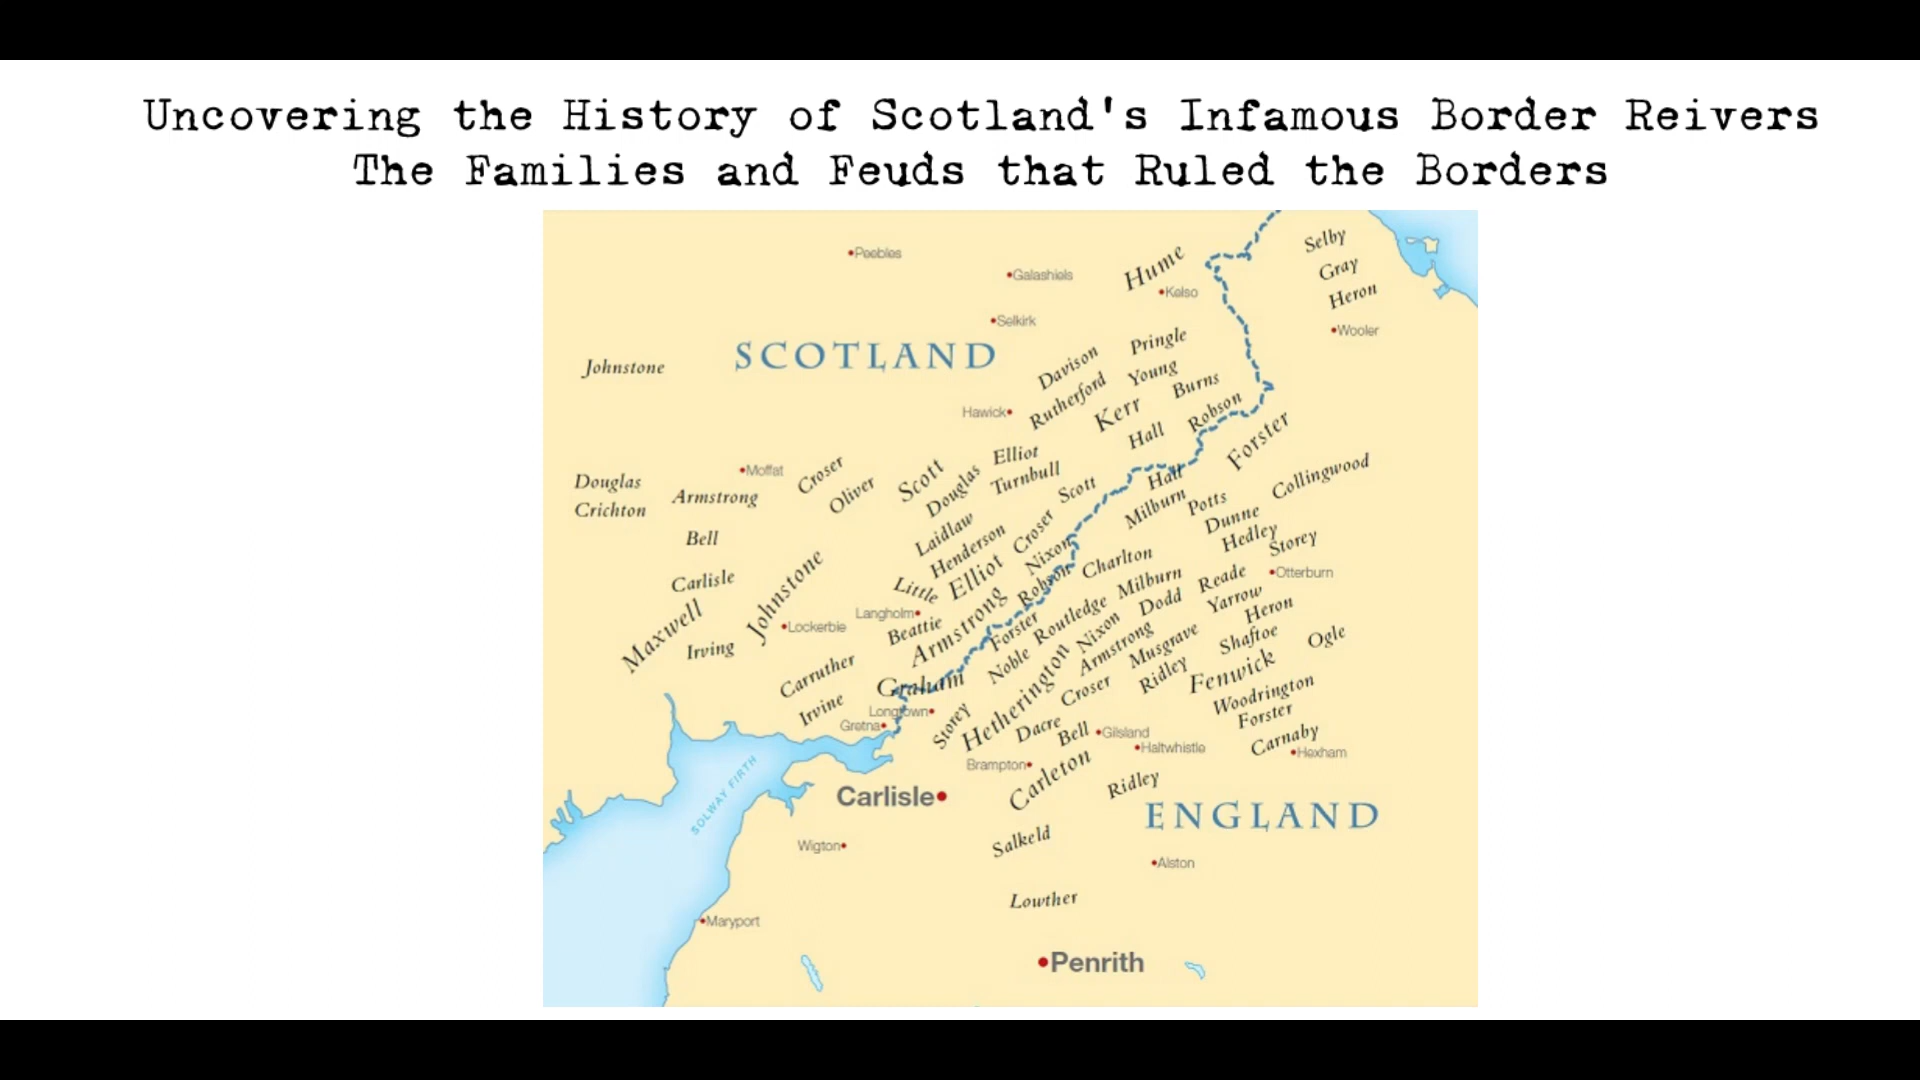 Uncovering the History of Scotland's Infamous Border Reivers
The Families and Feuds that Ruled the Borders
Selby
Hume
Peebles
Gray
Galashiels
Kelso
Heron
Selkirk
Wooler
Pringle
SCOTLAND
Johnstone
Davison
Young
Burns
Rutherford
Hawick
Kerr
Robson
Hall
Forster
Elliot
Moffat
Croser
Scott
Turnbull
Hall
Collingwood
Douglas
Armstrong
Oliver
Douglas
Scott
Milburn
Potts
Crichton
Dunne
Bell
Laidlaw
Croser
Hedley
Henderson
Nixon
Storey
Carlisle
Johnstone
Elliot
Charlton
Otterburn
Little
Robson
Milburn
Reade
Langholm
Dodd
Yarrow
Maxwell
Lockerbie
Beattie
Armstrong
Routledge
Heron
Irving
Forster
Nixon
Shaftoe
Ogle
Armstrong
Musgrave
Carruther
Noble
Graham
Hetherington
Croser
Ridley
Fenwick
Irvine
Longtown
Woodrington
Gretna
Storey
Dacre
Forster
Bell
Gilsland
Carnaby
Haltwhistle
Hexham
Brampton
Carleton
SOLWAY FIRTH
Carlisle
Ridley
ENGLAND
Wigton
Salkeld
Alston
Lowther
Maryport
Penrith